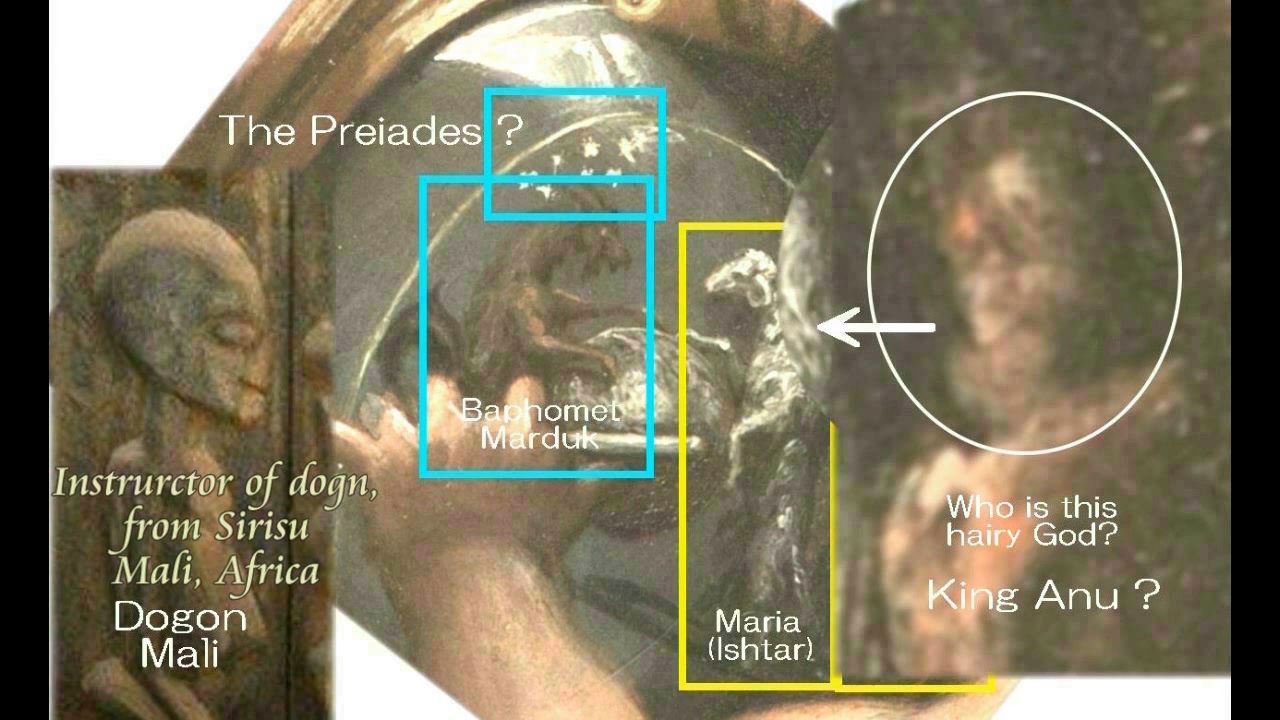 The Preiades ?
Baphomet
Marduk
Instrurctor of dogn,
from Sirisu
Mali, Africa
Dogon
Mali
Maria
(Ishtar)
Who is this
hairy God?
King Anu ?